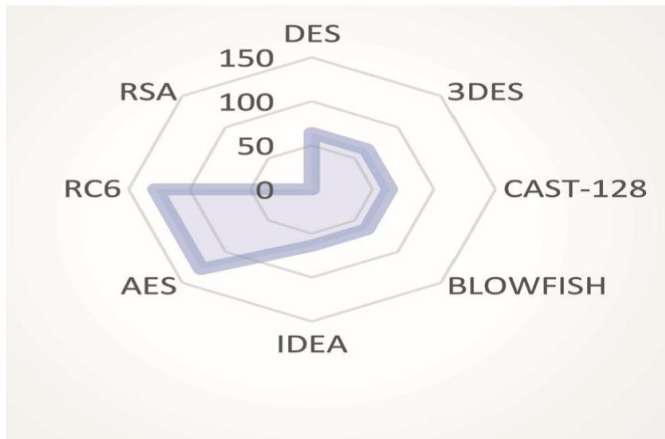 DES
150
RSA
100
3DES
50
RC6
0
CAST-128
AES
BLOWFISH
IDEA